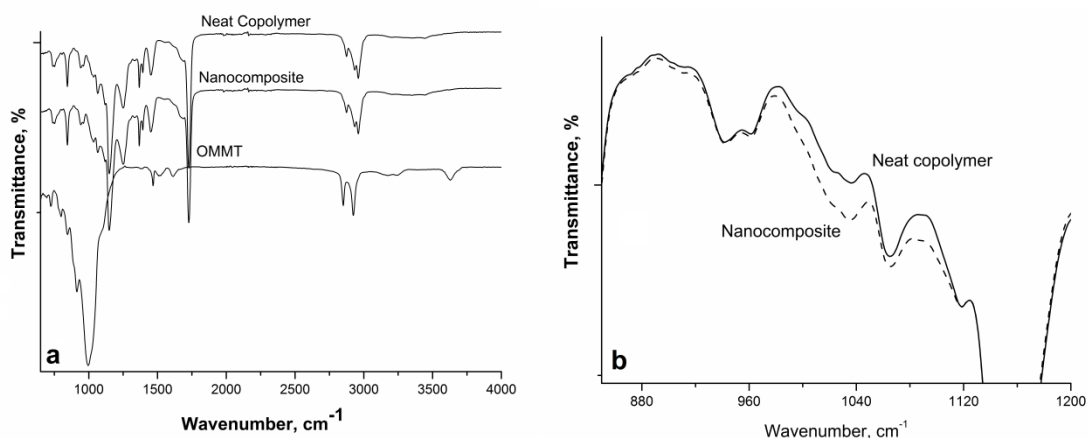 Neat Copolymer
Nanocomposite
OMMT
Transmittance, %
a
1000 1500 2000 2500 3000 3500 4000
Wavenumber, cm-1
Neat copolymer
Nanocomposite
Transmittance, %
b
880 960 1040 1120 1200
Wavenumber, cm-1